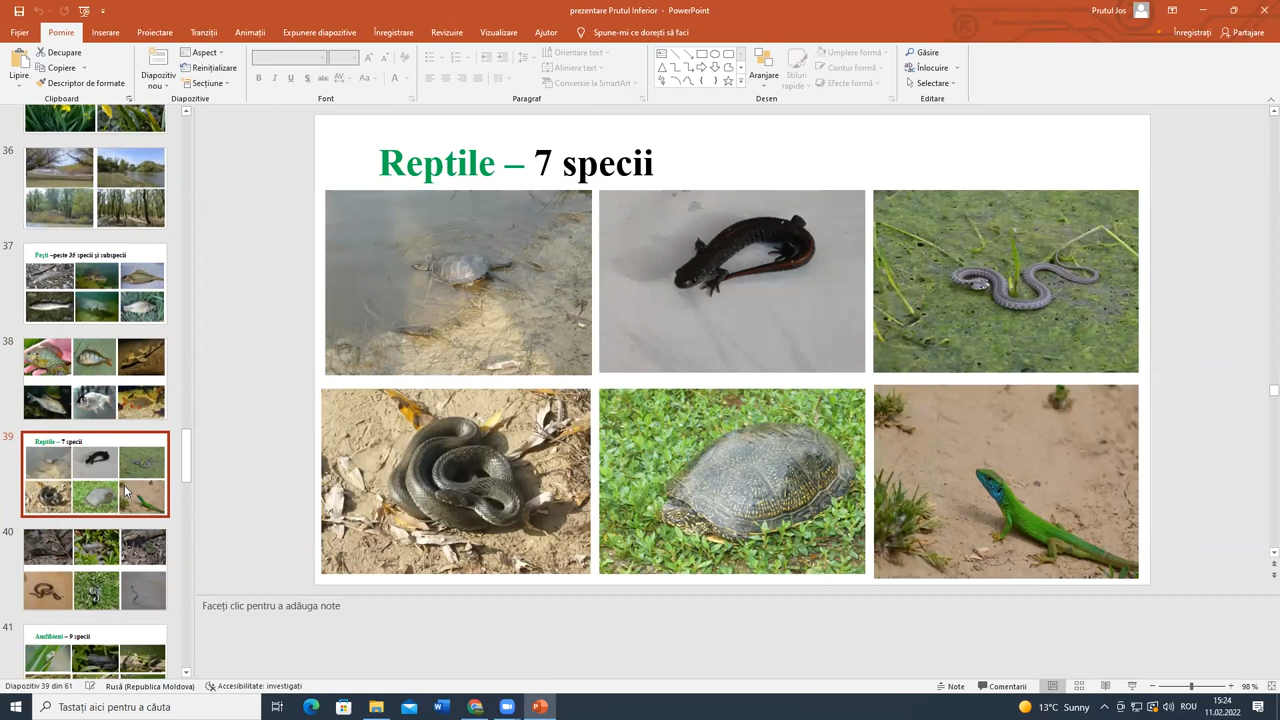 prezentare Prutul Inferior - PowerPoint
Prutul Jos
Fișier Pornire Inserare Proiectare Tranziții Animații Expunere diapozitive Înregistrare Revizuire Vizualizare Ajutor Spune-mi ce dorești să faci Înregistrați Partajare
Lipire
Decupare
Copiere
Descriptor de formate
Clipboard
Diapozitiv nou
Aspect
Reinițializare
Secțiune
Diapozitive
B I U S abc AV Aa A
Font
Orientare text
Aliniere text
Conversie la SmartArt
Paragraf
Aranjare
Stiluri rapide
Umplere formă
Contur formă
Efecte formă
Desen
Găsire
Înlocuire
Selectare
Editare
36
37
Pești –peste 36 specii și subspecii
38
39
Reptile – 7 specii
40
41
Amfibieni – 9 specii
Reptile – 7 specii
Faceți clic pentru a adăuga note
Diapozitiv 39 din 61 Rusă (Republica Moldova) Accesibilitate: investigați Note Comentarii 98 %
Tastați aici pentru a căuta
13°C Sunny
ROU
15:24
11.02.2022